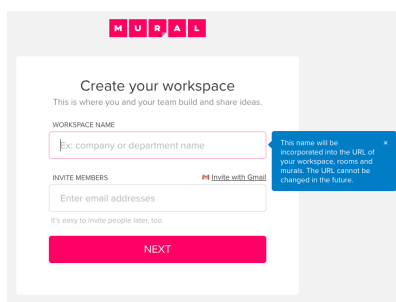 MURAL
Create your workspace
This is where you and your team build and share ideas.
WORKSPACE NAME
Ex: company or department name
This name will be ×
incorporated into the URL of
your workspace, rooms and
murals. The URL cannot be
changed in the future.
INVITE MEMBERS Invite with Gmail
Enter email addresses
It's easy to invite people later, too.
NEXT